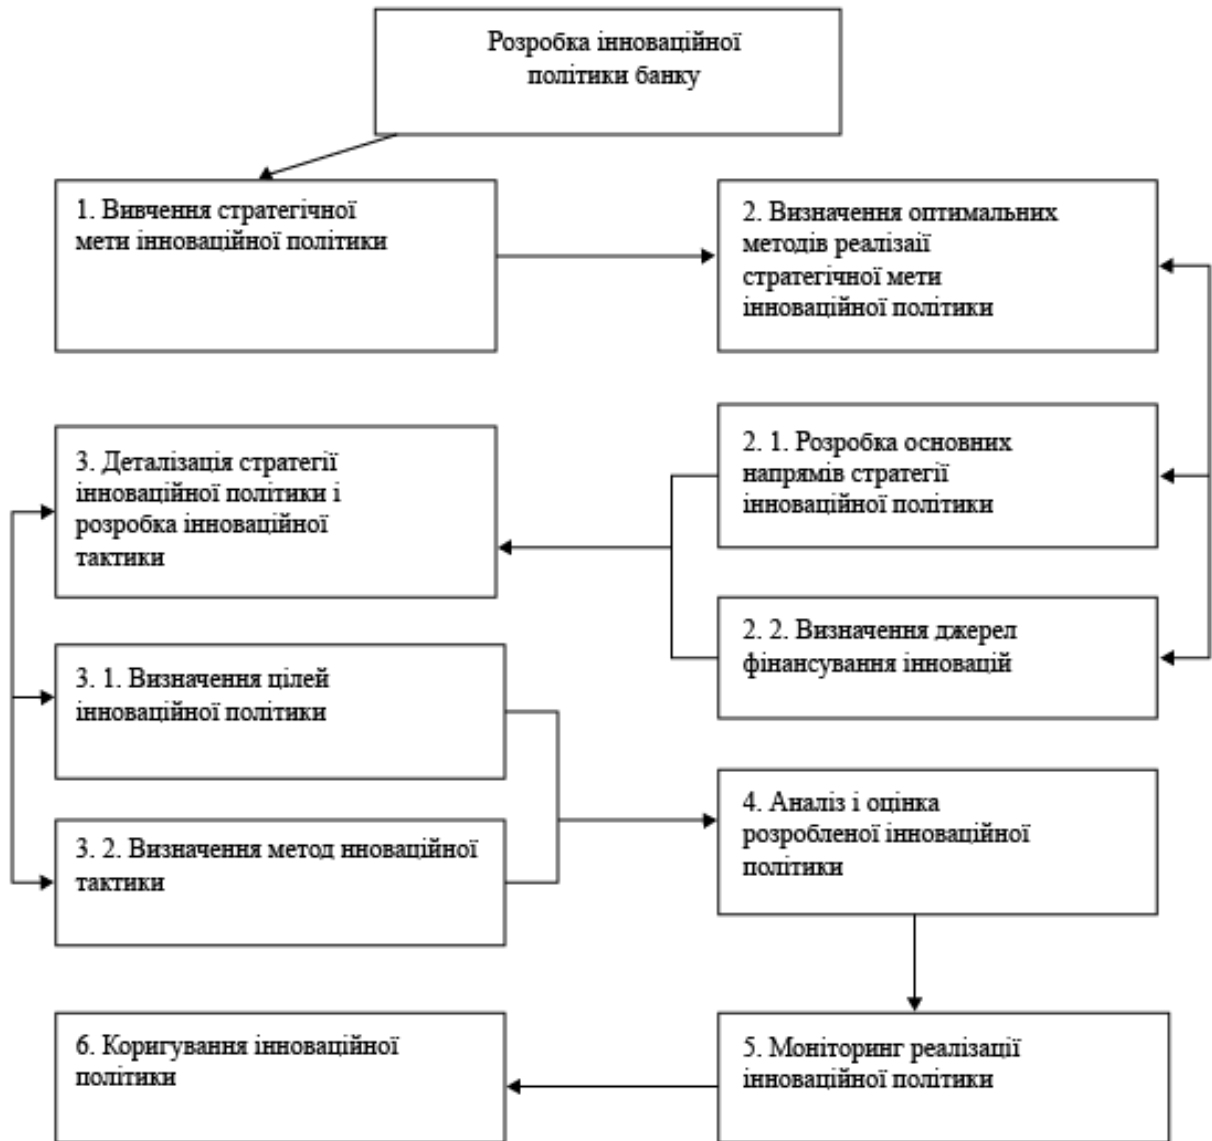 Розробка інноваційної
політики банку
1. Вивчення стратегічної
мети інноваційної політики
2. Визначення оптимальних
методів реалізаії
стратегічної мети
інноваційної політики
2. 1. Розробка основних
напрямів стратегії
інноваційної політики
2. 2. Визначення джерел
фінансування інновацій
3. Деталізація стратегії
інноваційної політики і
розробка інноваційної
тактики
3. 1. Визначення цілей
інноваційної політики
3. 2. Визначення метод нноваційної
тактики
4. Аналіз і оцінка
розробленої інноваційної
політики
5. Моніторинг реалізації
інноваційної політики
6. Коригування інноваційної
політики